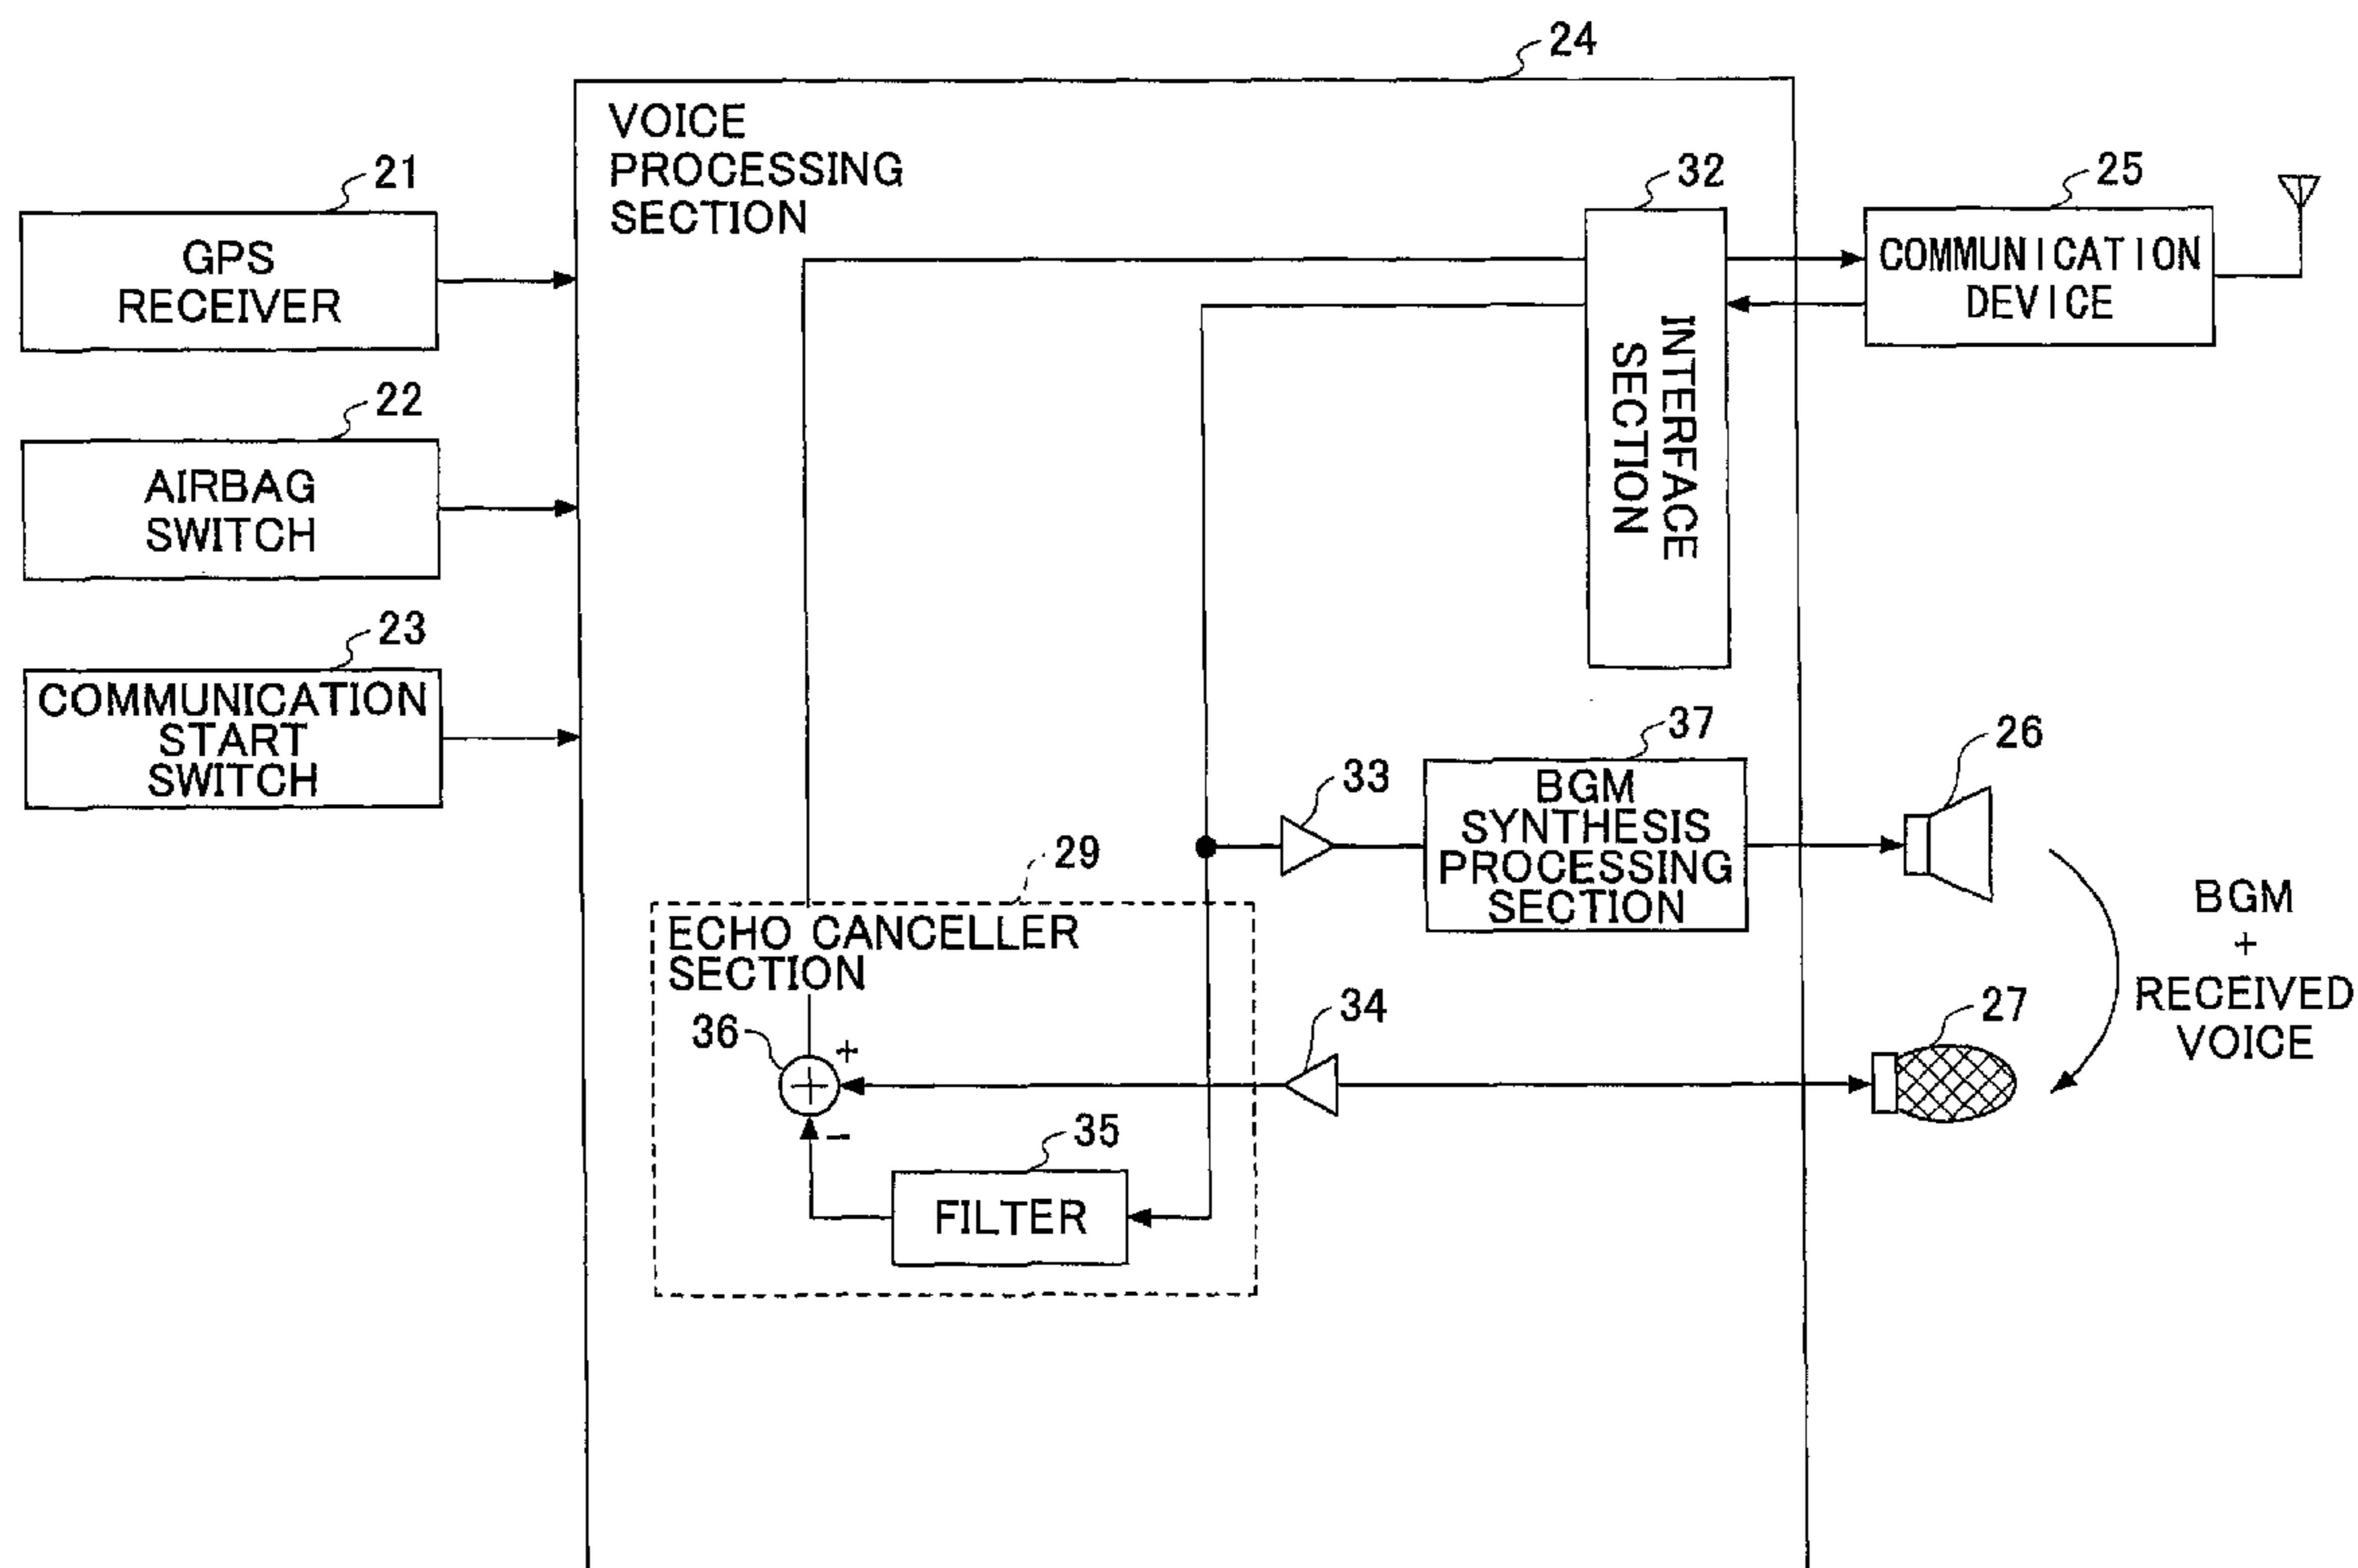 24
VOICE
PROCESSING
SECTION
21
GPS
RECEIVER
22
AIRBAG
SWITCH
23
COMMUNICATION
START
SWITCH
32
INTERFACE
SECTION
25
COMMUNICATION
DEVICE
33
37
BGM
SYNTHESIS
PROCESSING
SECTION
26
BGM
+
RECEIVED
VOICE
29
ECHO CANCELLER
SECTION
36
+
34
27
−
35
FILTER